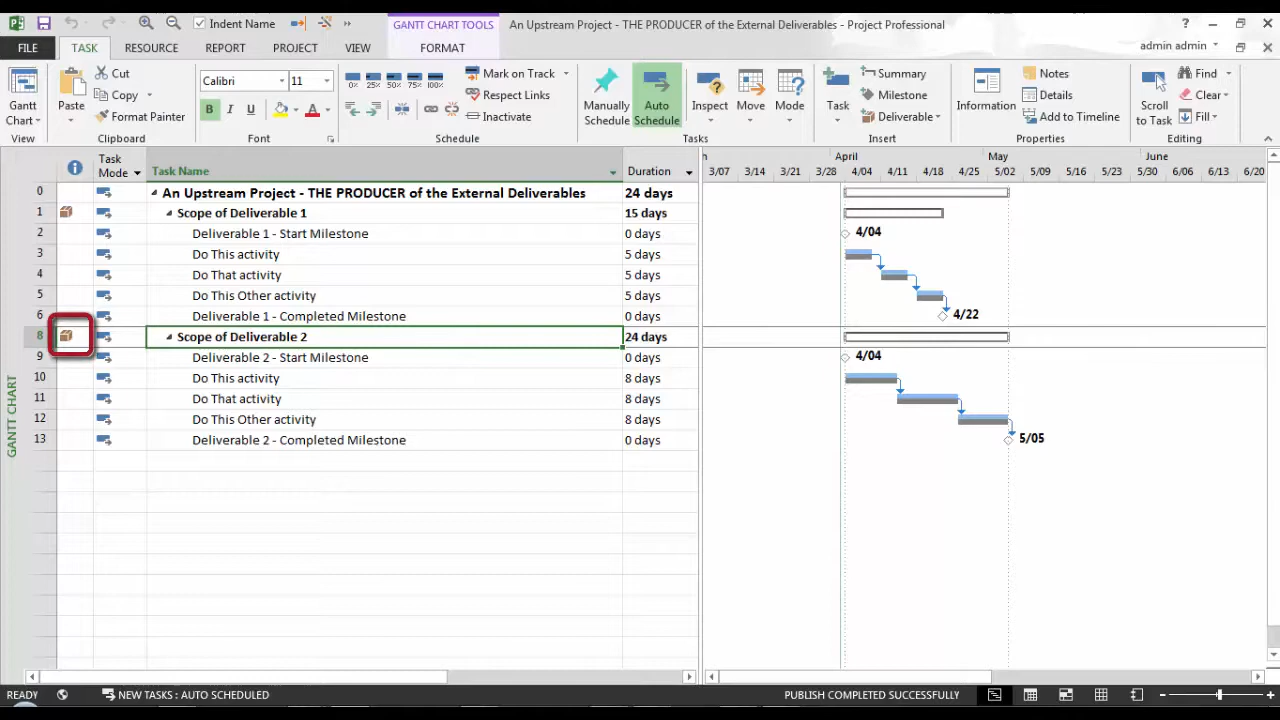 Indent Name
GANTT CHART TOOLS
An Upstream Project - THE PRODUCER of the External Deliverables - Project Professional
FILE TASK RESOURCE REPORT PROJECT VIEW FORMAT
admin admin
Gantt Chart
View
Paste
Cut
Copy
Format Painter
Clipboard
Calibri 11
B I U A
Font
0% 25% 50% 75% 100%
Mark on Track
Respect Links
Inactivate
Schedule
Manually Schedule
Auto Schedule
Inspect
Move
Mode
Tasks
Task
Summary
Milestone
Deliverable
Insert
Information
Notes
Details
Add to Timeline
Properties
Scroll to Task
Find
Clear
Fill
Editing
Task Mode Task Name Duration
April May June
h 3/07 3/14 3/21 3/28 4/04 4/11 4/18 4/25 5/02 5/09 5/16 5/23 5/30 6/06 6/13 6/20
0 An Upstream Project - THE PRODUCER of the External Deliverables 24 days
1 Scope of Deliverable 1 15 days
2 Deliverable 1 - Start Milestone 0 days 4/04
3 Do This activity 5 days
4 Do That activity 5 days
5 Do This Other activity 5 days
6 Deliverable 1 - Completed Milestone 0 days 4/22
8 Scope of Deliverable 2 24 days
9 Deliverable 2 - Start Milestone 0 days 4/04
10 Do This activity 8 days
11 Do That activity 8 days
12 Do This Other activity 8 days
13 Deliverable 2 - Completed Milestone 0 days 5/05
GANTT CHART
READY NEW TASKS : AUTO SCHEDULED PUBLISH COMPLETED SUCCESSFULLY